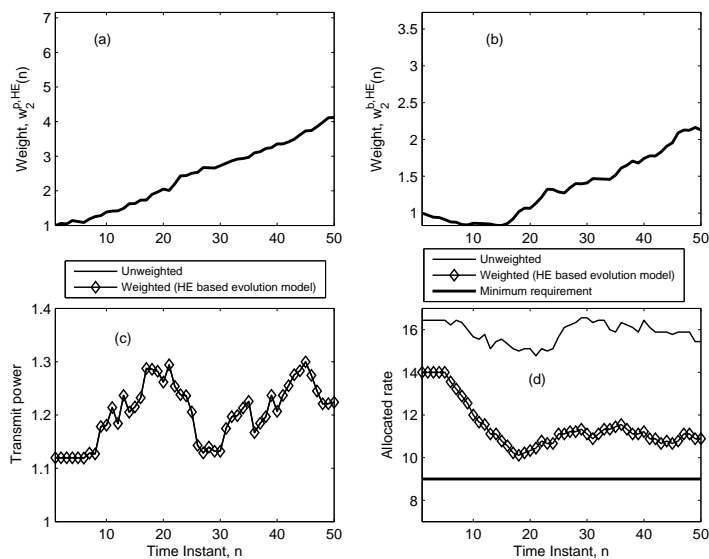 (a)
7
6
5
4
3
2
1
Weight, w₂^{p,HE}(n)
10 20 30 40 50
(b)
3.5
3
2.5
2
1.5
1
Weight, w₂^{b,HE}(n)
10 20 30 40 50
Unweighted
Weighted (HE based evolution model)
(c)
1.4
1.3
1.2
1.1
1
Transmit power
10 20 30 40 50
Time Instant, n
Unweighted
Weighted (HE based evolution model)
Minimum requirement
(d)
16
14
12
10
8
Allocated rate
10 20 30 40 50
Time Instant, n